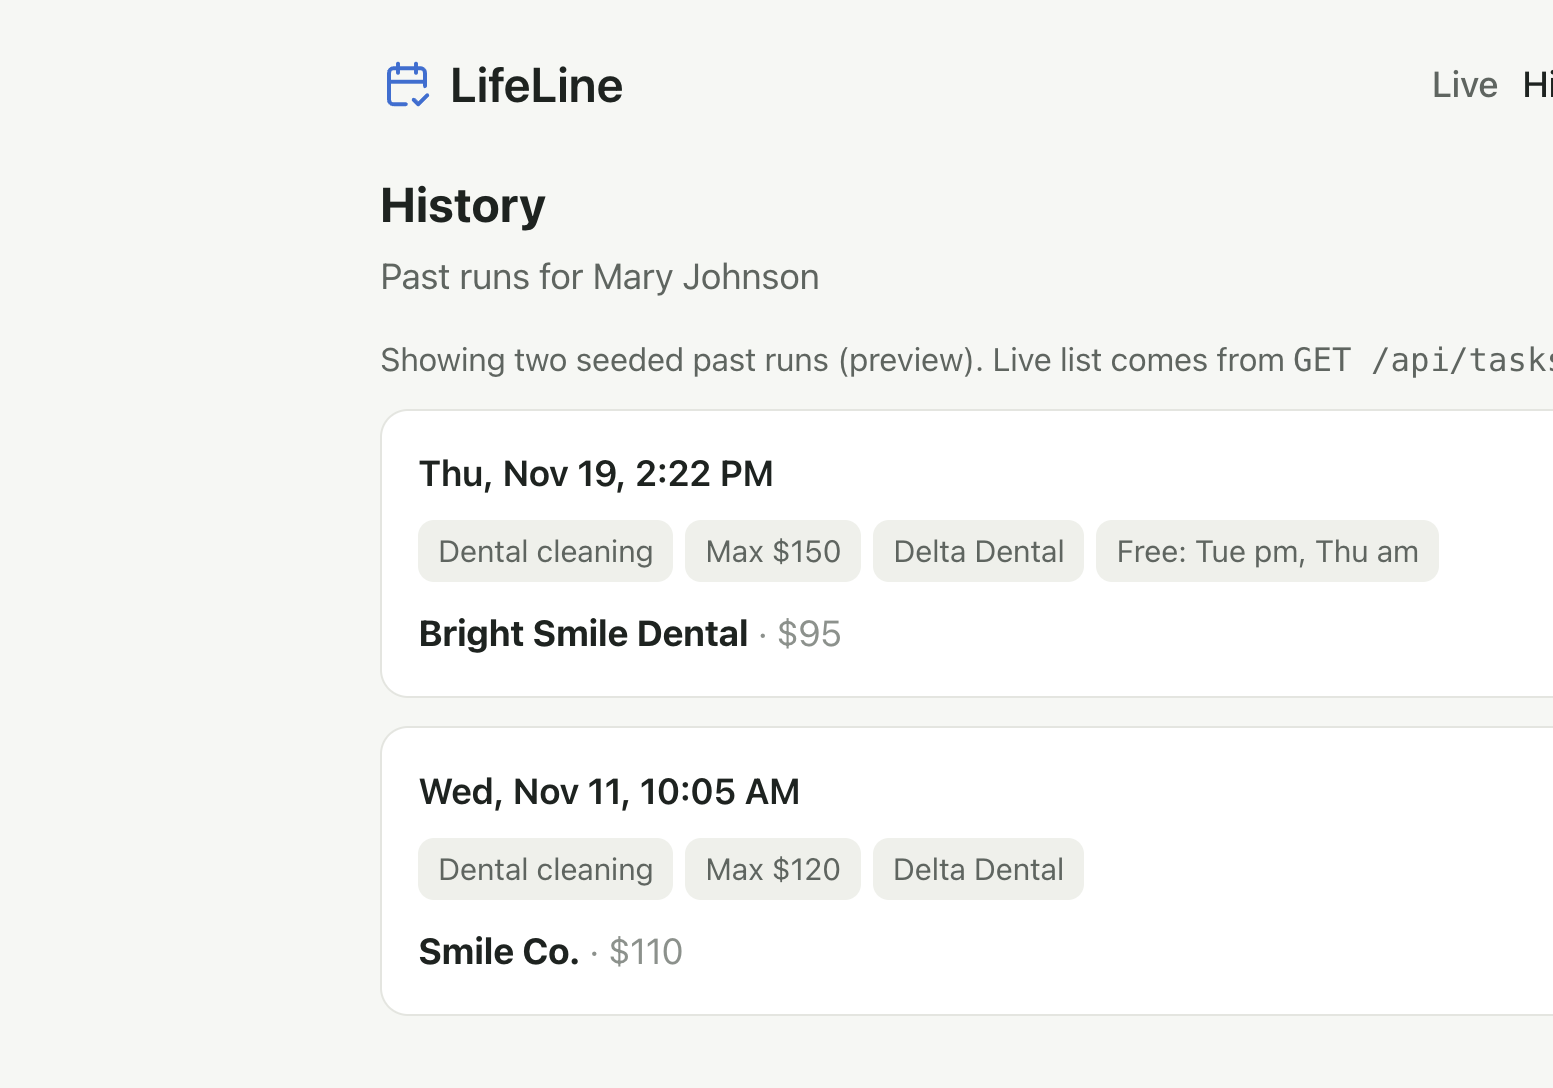 LifeLine
Live Hi
History
Past runs for Mary Johnson
Showing two seeded past runs (preview). Live list comes from GET /api/tasks
Thu, Nov 19, 2:22 PM
Dental cleaning Max $150 Delta Dental Free: Tue pm, Thu am
Bright Smile Dental · $95
Wed, Nov 11, 10:05 AM
Dental cleaning Max $120 Delta Dental
Smile Co. · $110